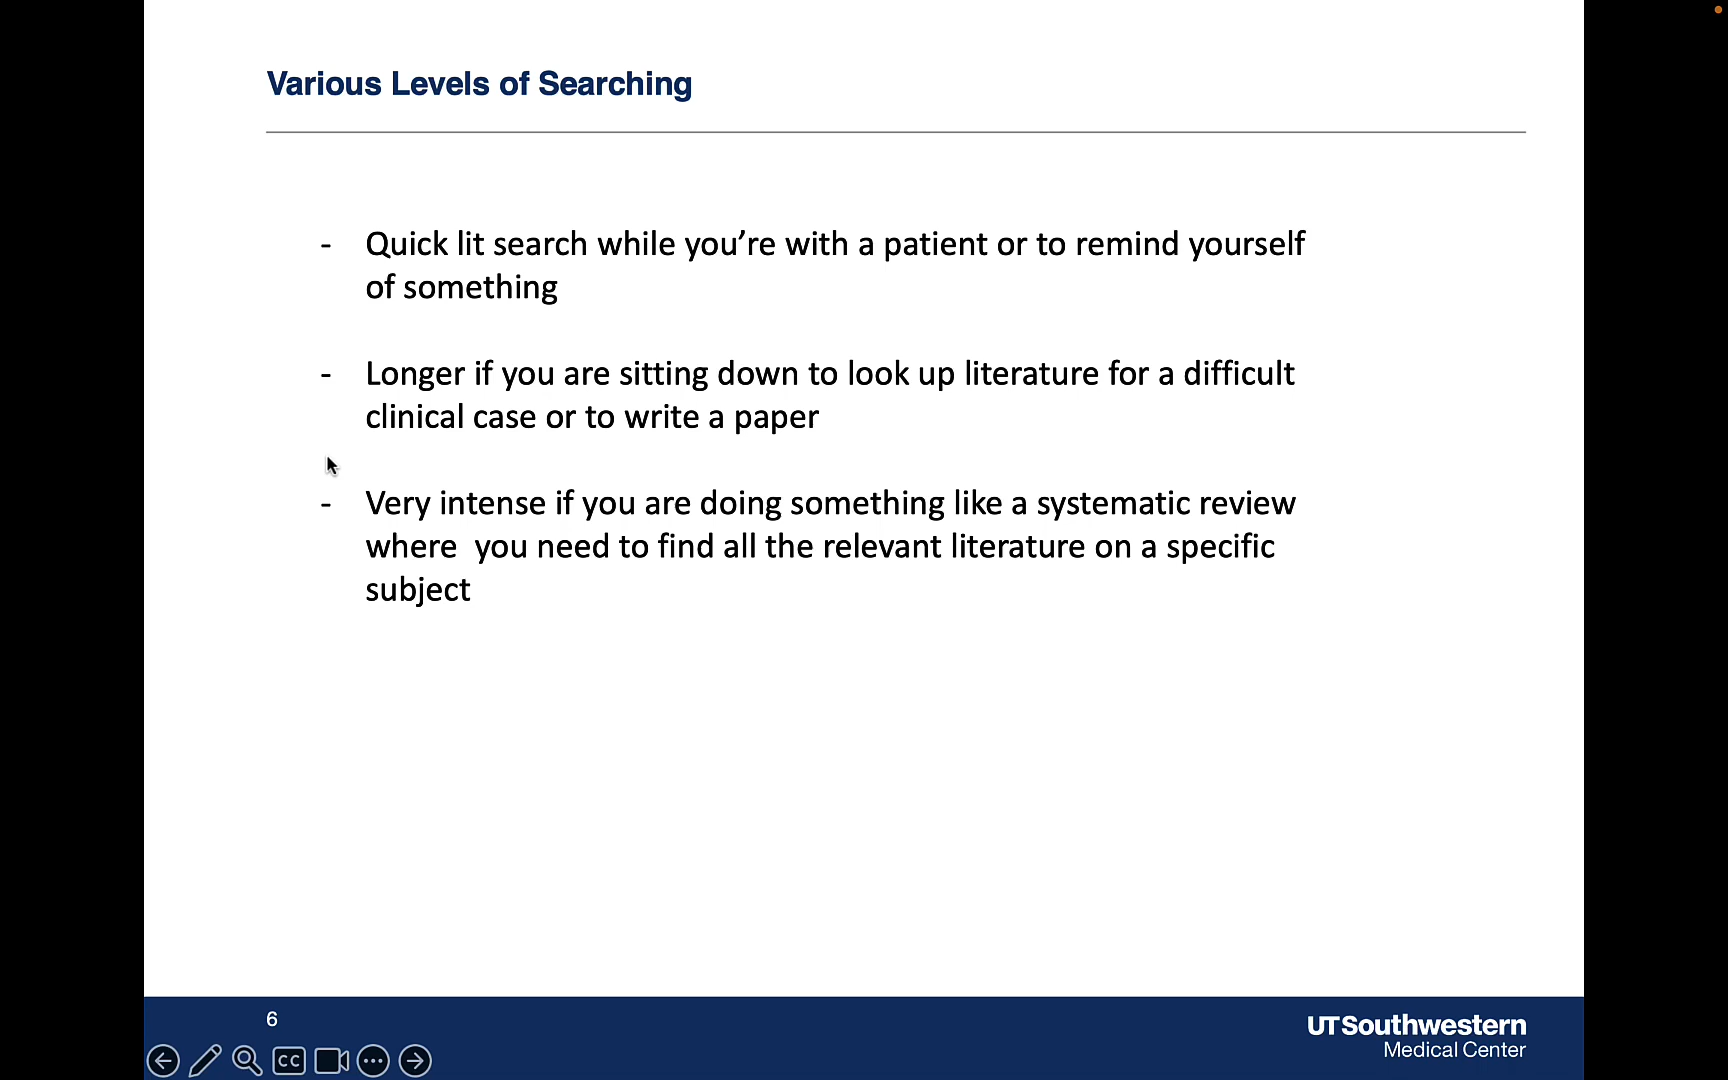 Various Levels of Searching
- Quick lit search while you’re with a patient or to remind yourself
of something
- Longer if you are sitting down to look up literature for a difficult
clinical case or to write a paper
- Very intense if you are doing something like a systematic review
where  you need to find all the relevant literature on a specific
subject
6
UTSouthwestern
Medical Center
CC